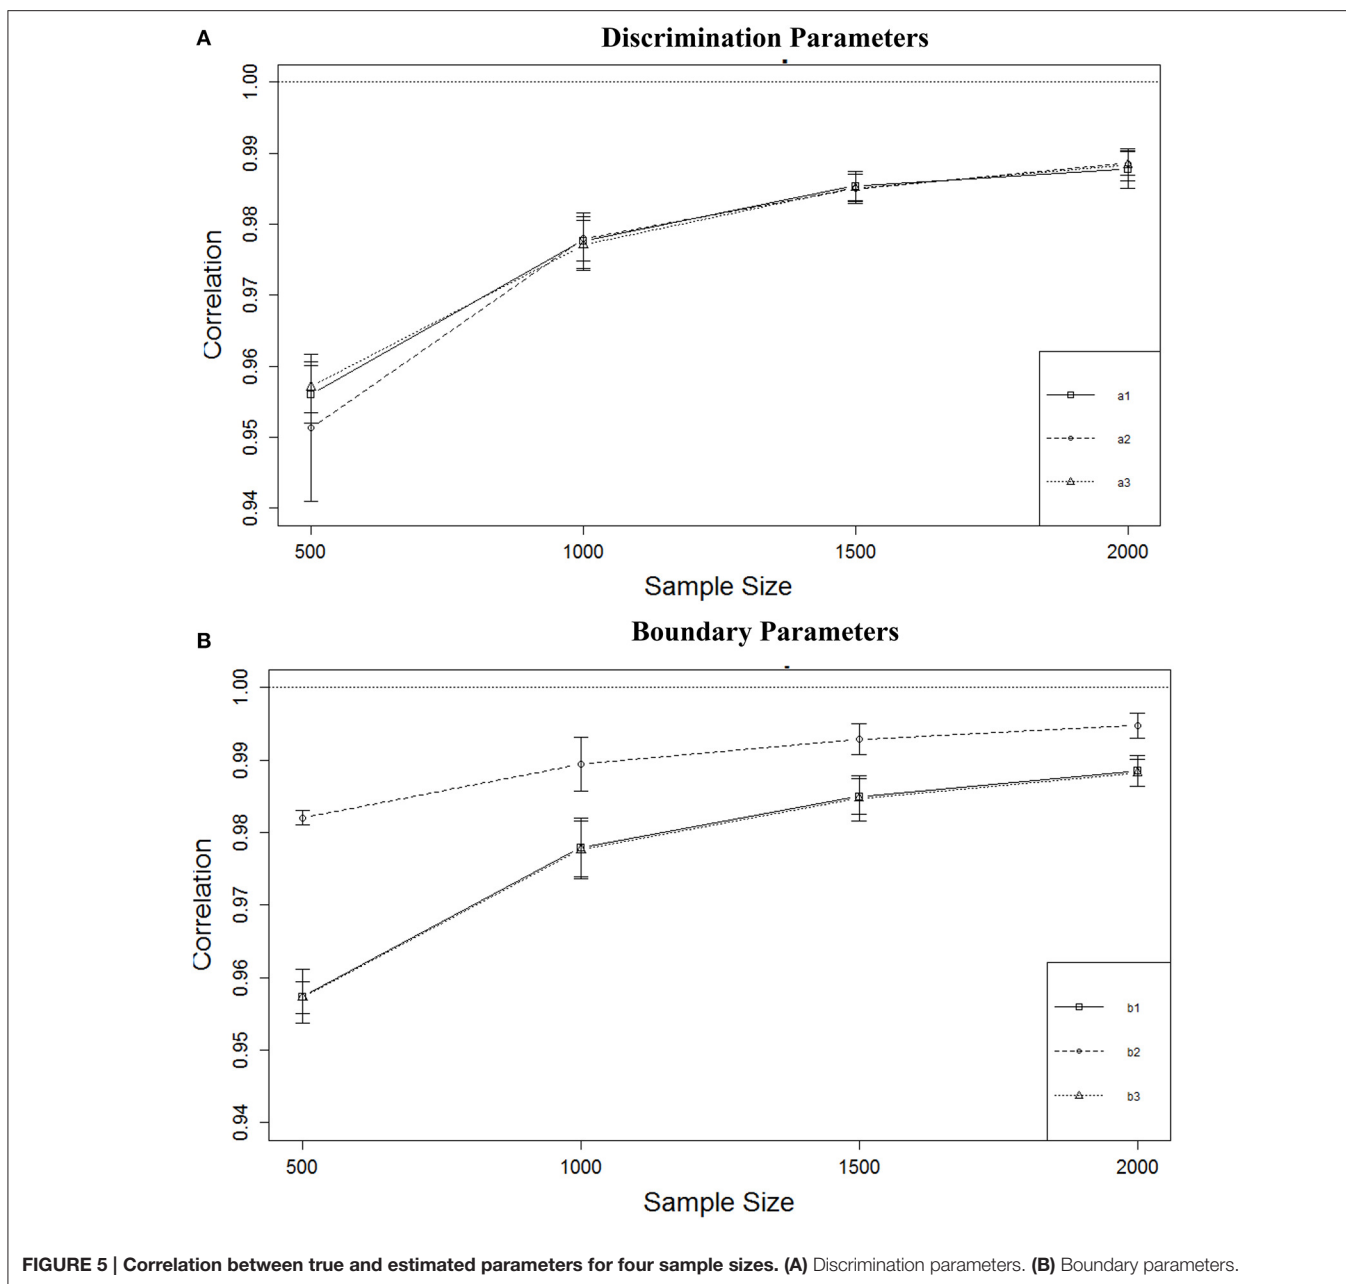 A
Discrimination Parameters
1.00
0.99
0.98
0.97
0.96
0.95
0.94
Correlation
a1
a2
a3
500 1000 1500 2000
Sample Size
B
Boundary Parameters
1.00
0.99
0.98
0.97
0.96
0.95
0.94
Correlation
b1
b2
b3
500 1000 1500 2000
Sample Size
FIGURE 5 | Correlation between true and estimated parameters for four sample sizes. (A) Discrimination parameters. (B) Boundary parameters.